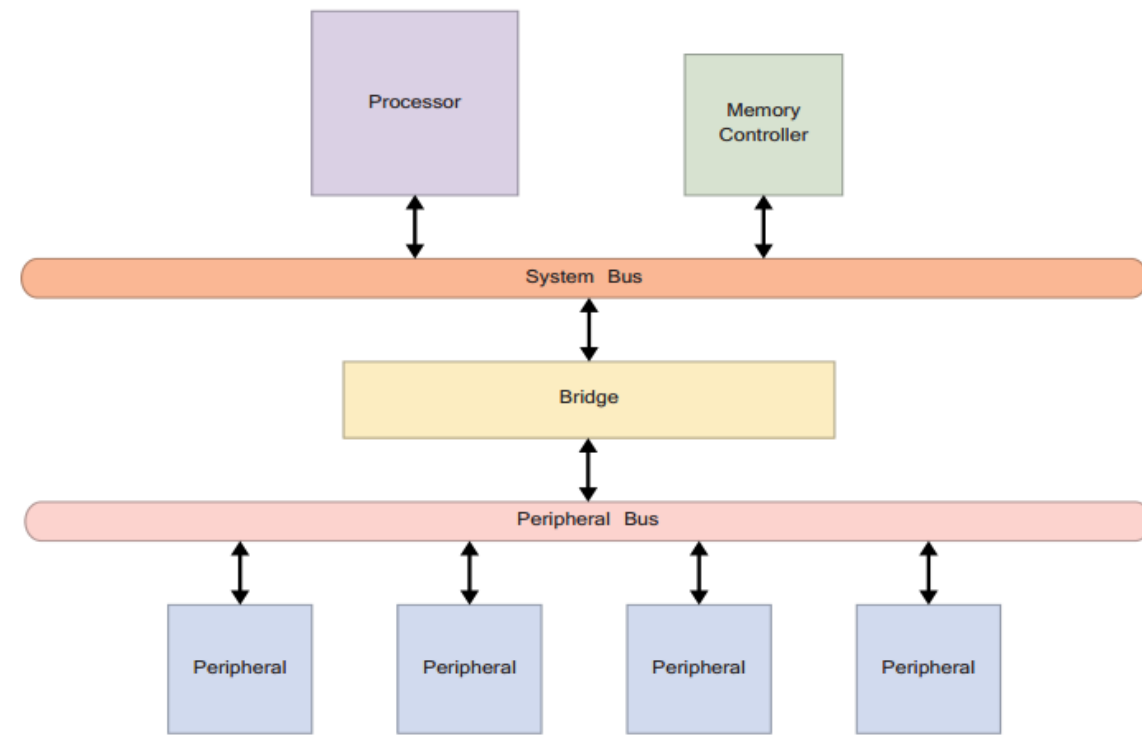 Processor
Memory
Controller
System Bus
Bridge
Peripheral Bus
Peripheral
Peripheral
Peripheral
Peripheral